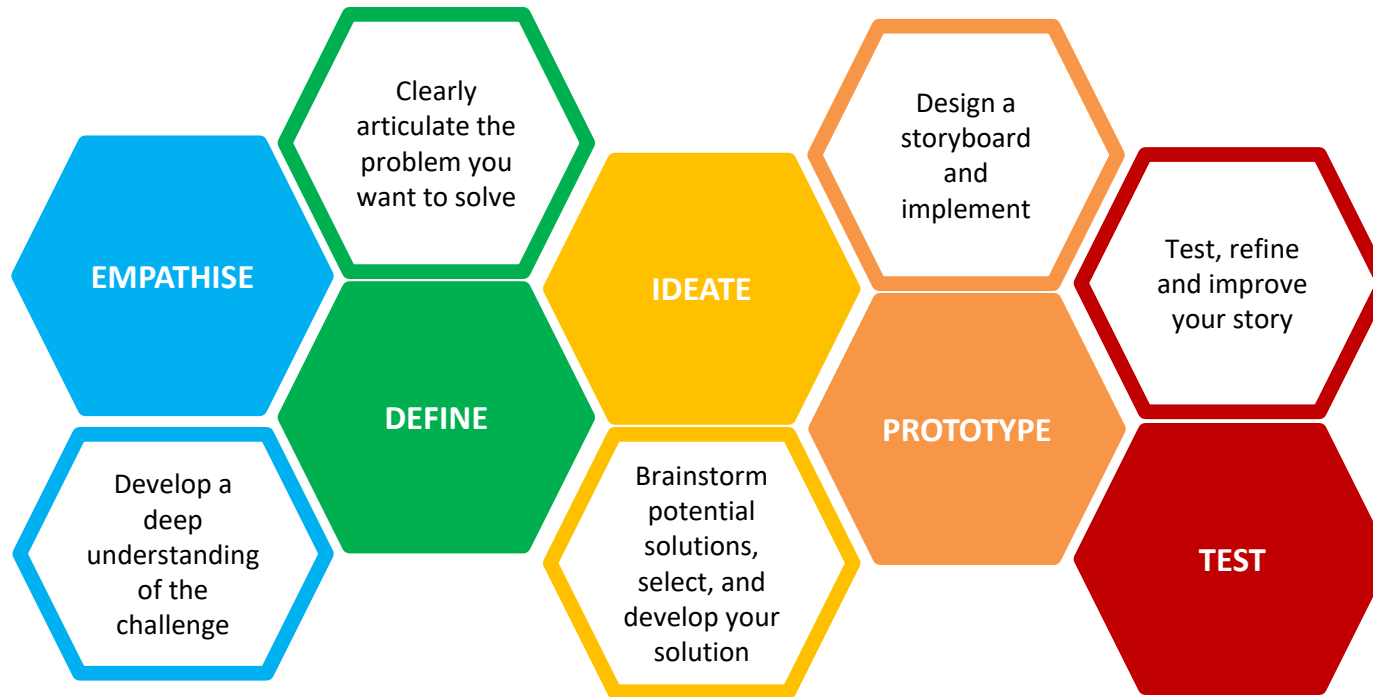 EMPATHISE
Develop a
deep
understanding
of the
challenge
Clearly
articulate the
problem you
want to solve
DEFINE
IDEATE
Brainstorm
potential
solutions,
select, and
develop your
solution
Design a
storyboard
and
implement
PROTOTYPE
Test, refine
and improve
your story
TEST